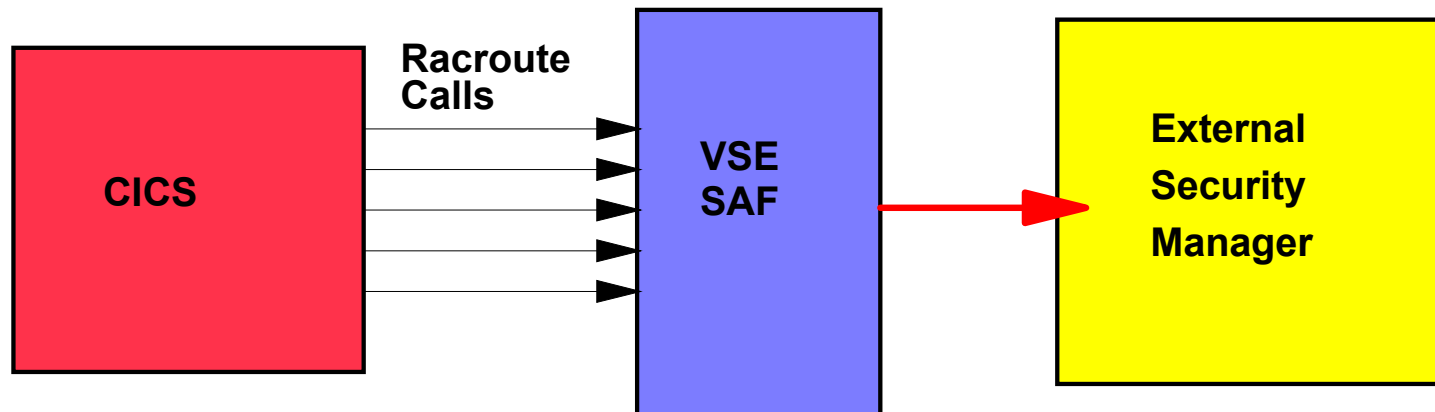 CICS
Racroute
Calls
VSE
SAF
External
Security
Manager